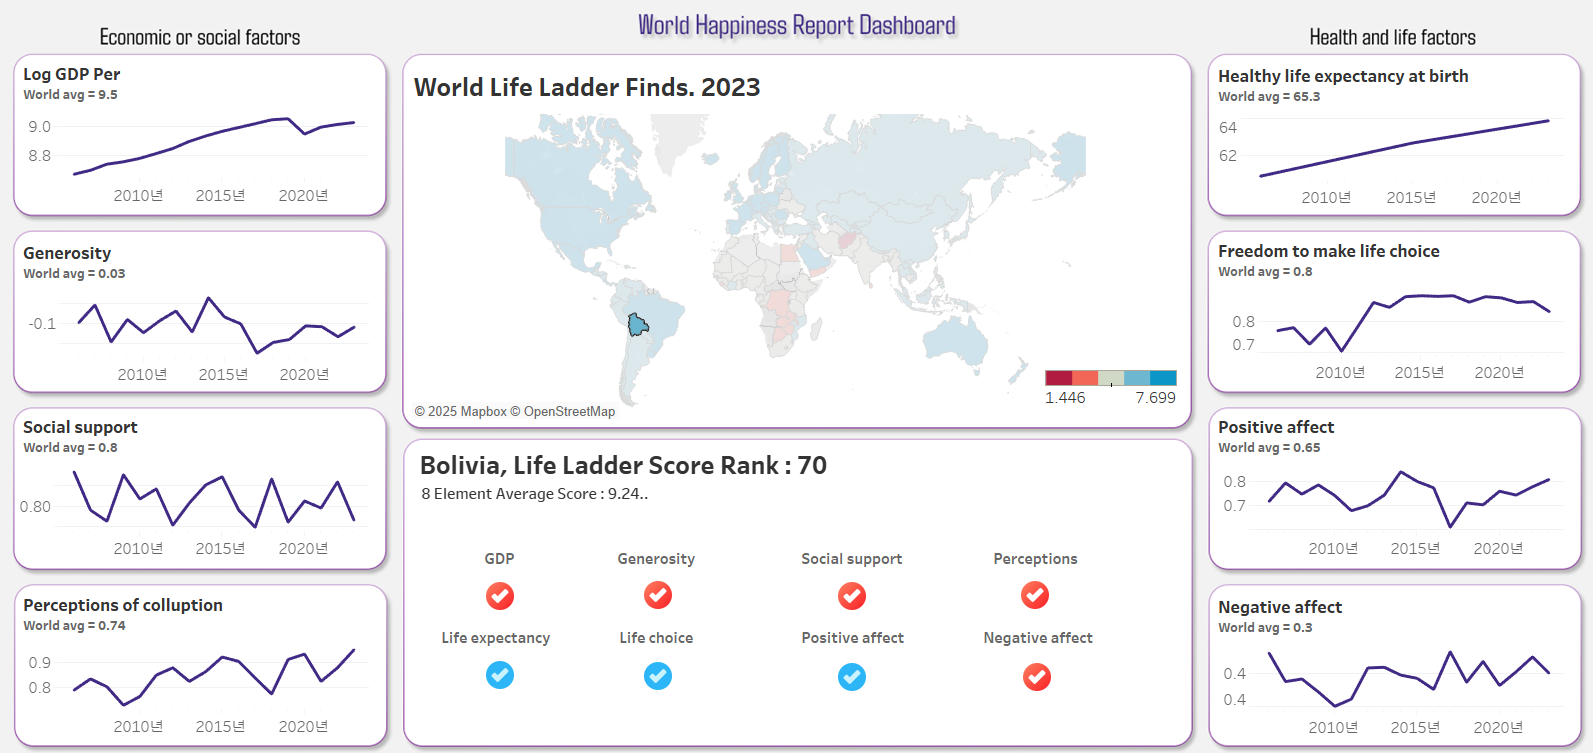 World Happiness Report Dashboard
Economic or social factors
Log GDP Per
World avg = 9.5
9.0
8.8
2010년 2015년 2020년
Generosity
World avg = 0.03
-0.1
2010년 2015년 2020년
Social support
World avg = 0.8
0.80
2010년 2015년 2020년
Perceptions of colluption
World avg = 0.74
0.9
0.8
2010년 2015년 2020년
World Life Ladder Finds. 2023
1.446 7.699
© 2025 Mapbox © OpenStreetMap
Bolivia, Life Ladder Score Rank : 70
8 Element Average Score : 9.24..
GDP Generosity Social support Perceptions
Life expectancy Life choice Positive affect Negative affect
Health and life factors
Healthy life expectancy at birth
World avg = 65.3
64
62
2010년 2015년 2020년
Freedom to make life choice
World avg = 0.8
0.8
0.7
2010년 2015년 2020년
Positive affect
World avg = 0.65
0.8
0.7
2010년 2015년 2020년
Negative affect
World avg = 0.3
0.4
0.4
2010년 2015년 2020년